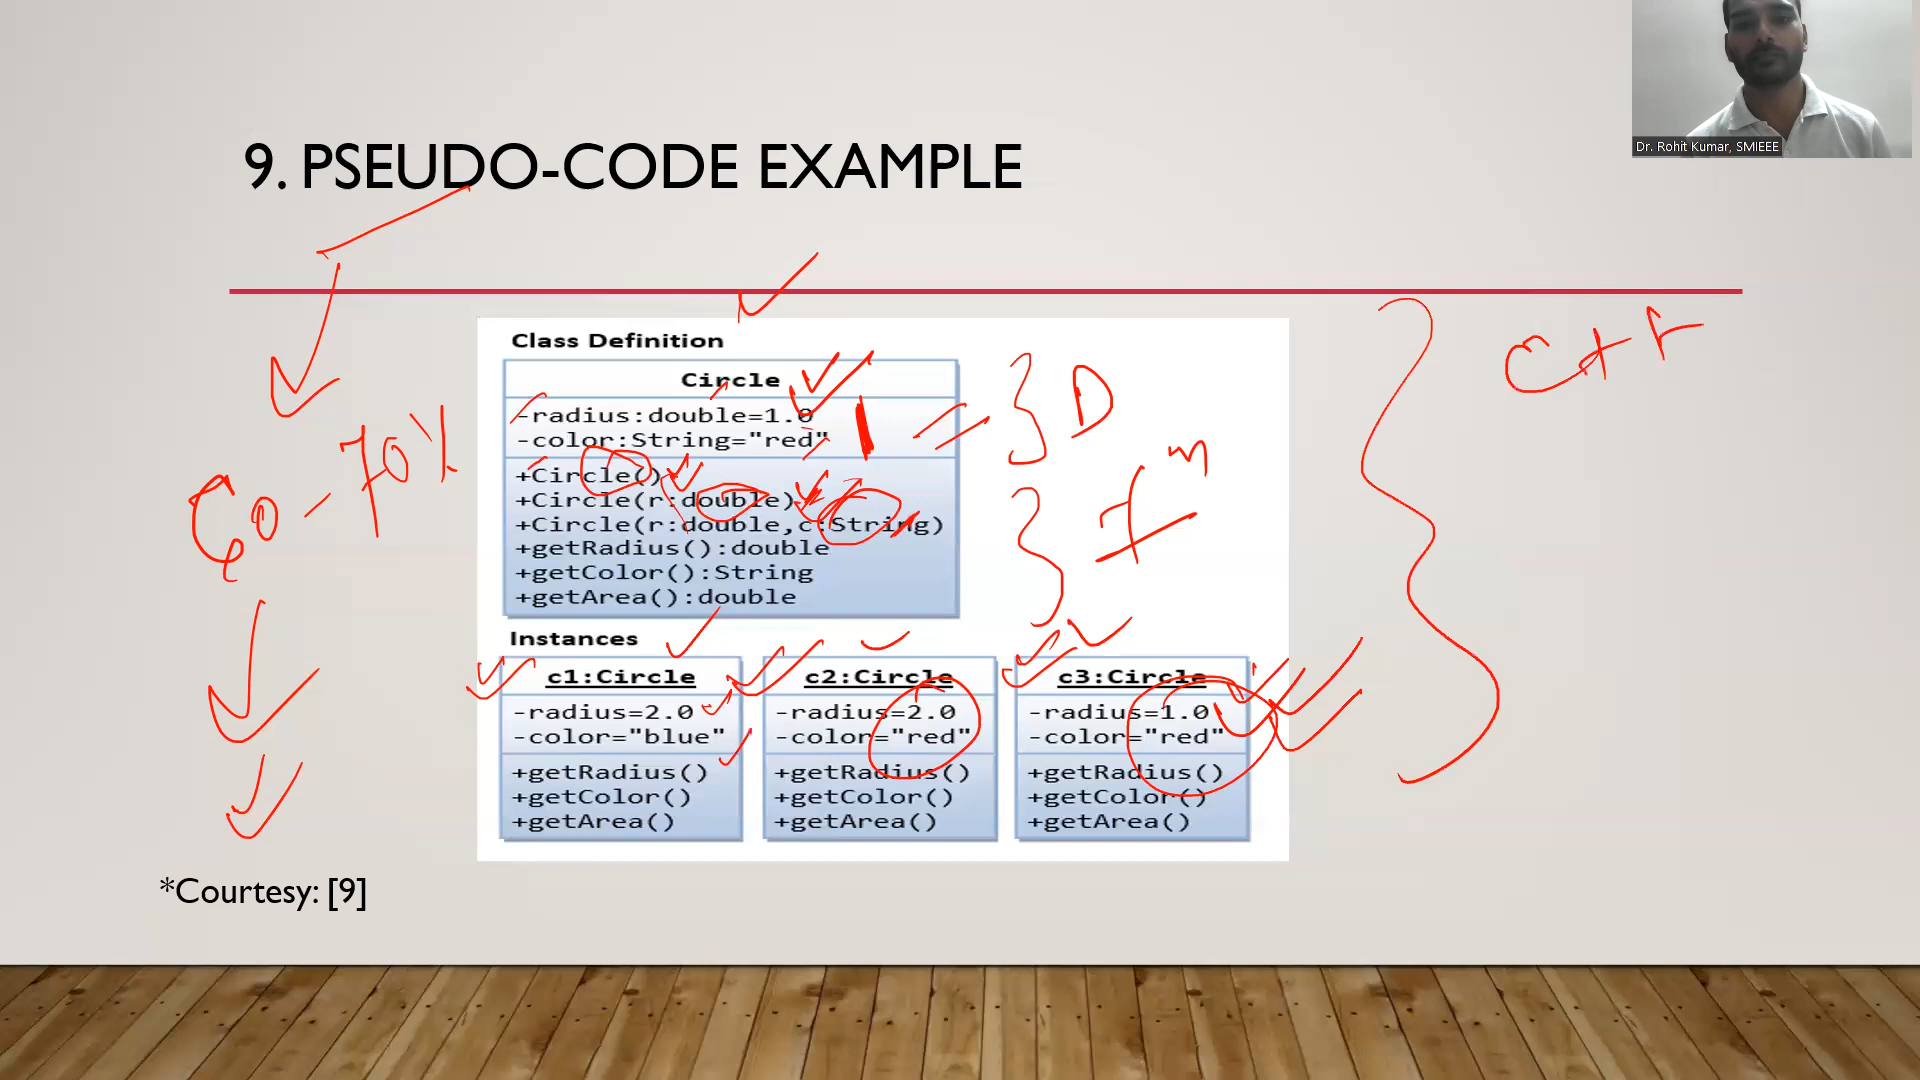 Dr. Rohit Kumar, SMIEEE
9. PSEUDO-CODE EXAMPLE
C++
Class Definition
Circle
-radius:double=1.0
-color:String="red"
D
+Circle()
+Circle(r:double)
+Circle(r:double,c:String)
+getRadius():double
+getColor():String
+getArea():double
60-70%
Instances
c1:Circle
-radius=2.0
-color="blue"
+getRadius()
+getColor()
+getArea()
c2:Circle
-radius=2.0
-color="red"
+getRadius()
+getColor()
+getArea()
c3:Circle
-radius=1.0
-color="red"
+getRadius()
+getColor()
+getArea()
*Courtesy: [9]